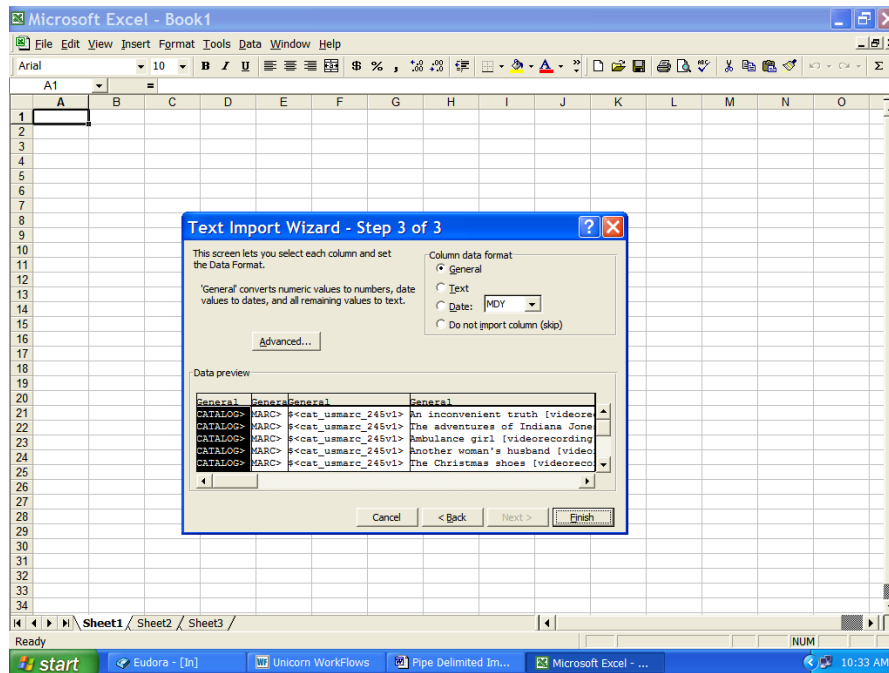 Microsoft Excel - Book1
File Edit View Insert Format Tools Data Window Help
Arial 10 B I U $ % ,
A1 =
A B C D E F G H I J K L M N O
1
2
3
4
5
6
7
8
9
10
11
12
13
14
15
16
17
18
19
20
21
22
23
24
25
26
27
28
29
30
31
32
33
34
Text Import Wizard - Step 3 of 3
This screen lets you select each column and set
the Data Format.
'General' converts numeric values to numbers, date
values to dates, and all remaining values to text.
Advanced...
Column data format
General
Text
Date: MDY
Do not import column (skip)
Data preview
General General General
CATALOG> MARC> $<cat_usmarc_245v1> An inconvenient truth [videore
CATALOG> MARC> $<cat_usmarc_245v1> The adventures of Indiana Jone
CATALOG> MARC> $<cat_usmarc_245v1> Ambulance girl [videorecording
CATALOG> MARC> $<cat_usmarc_245v1> Another woman's husband [video
CATALOG> MARC> $<cat_usmarc_245v1> The Christmas shoes [videoreco
Cancel < Back Next > Finish
Sheet1 Sheet2 Sheet3
Ready NUM
start Eudora - [In] Unicorn WorkFlows Pipe Delimited Im... Microsoft Excel - ... 10:33 AM